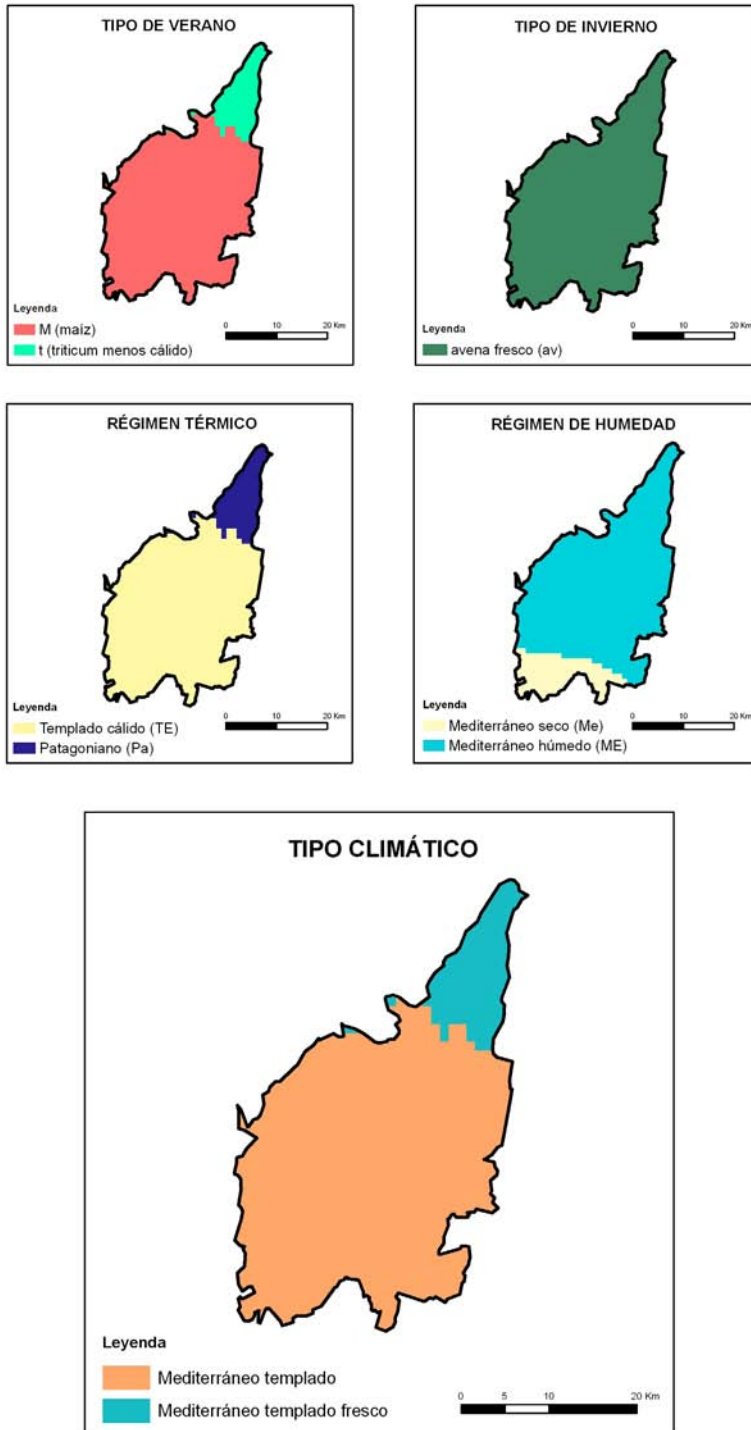 TIPO DE VERANO
Leyenda
M (maíz)
t (triticum menos cálido)
0 10 20 Km
TIPO DE INVIERNO
Leyenda
avena fresco (av)
0 10 20 Km
RÉGIMEN TÉRMICO
Leyenda
Templado cálido (TE)
Patagoniano (Pa)
0 10 20 Km
RÉGIMEN DE HUMEDAD
Leyenda
Mediterráneo seco (Me)
Mediterráneo húmedo (ME)
0 10 20 Km
TIPO CLIMÁTICO
Leyenda
Mediterráneo templado
Mediterráneo templado fresco
0 5 10 20 Km